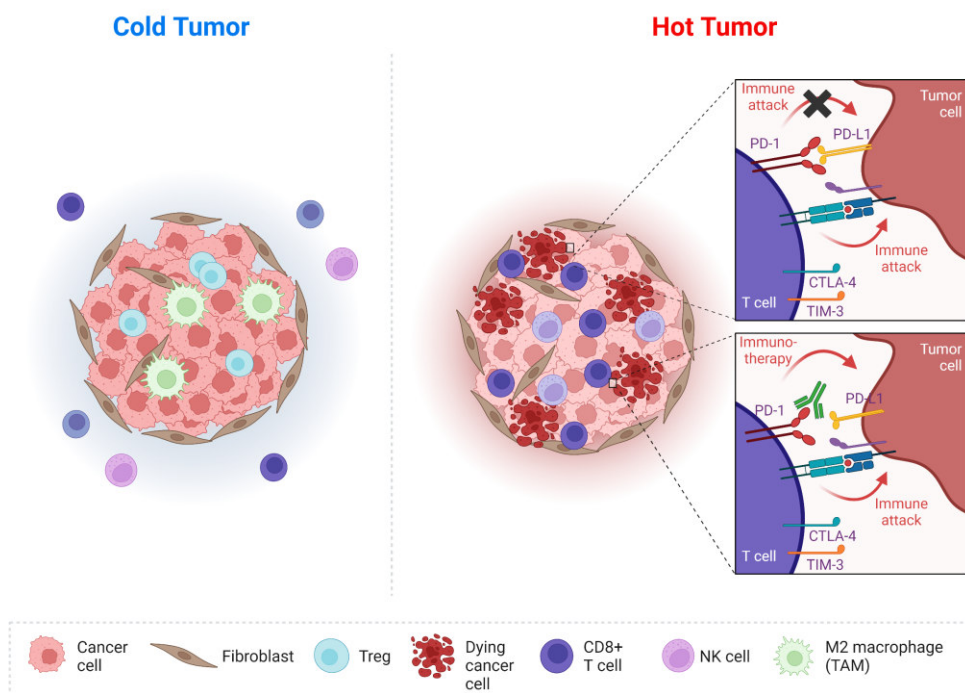 Cold Tumor
Hot Tumor
Immune
attack
Tumor
cell
PD-1
PD-L1
Immune
attack
CTLA-4
T cell
TIM-3
Immuno-
therapy
Tumor
cell
PD-L1
PD-1
Immune
attack
CTLA-4
T cell
TIM-3
Cancer
cell
Fibroblast
Treg
Dying
cancer
cell
CD8+
T cell
NK cell
M2 macrophage
(TAM)